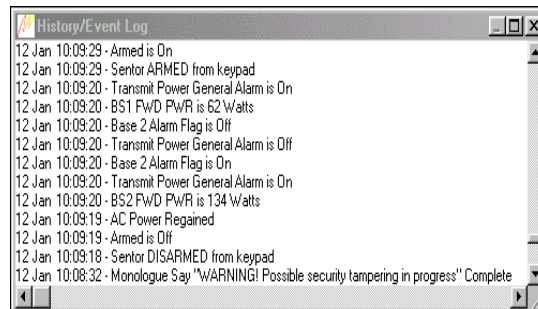 History/Event Log
12 Jan 10:09:29 - Armed is On
12 Jan 10:09:29 - Sentor ARMED from keypad
12 Jan 10:09:20 - Transmit Power General Alarm is On
12 Jan 10:09:20 - BS1 FWD PWR is 62 Watts
12 Jan 10:09:20 - Base 2 Alarm Flag is Off
12 Jan 10:09:20 - Transmit Power General Alarm is Off
12 Jan 10:09:20 - Base 2 Alarm Flag is On
12 Jan 10:09:20 - Transmit Power General Alarm is On
12 Jan 10:09:20 - BS2 FWD PWR is 134 Watts
12 Jan 10:09:19 - AC Power Regained
12 Jan 10:09:19 - Armed is Off
12 Jan 10:09:18 - Sentor DISARMED from keypad
12 Jan 10:08:32 - Monologue Say "WARNING! Possible security tampering in progress" Complete